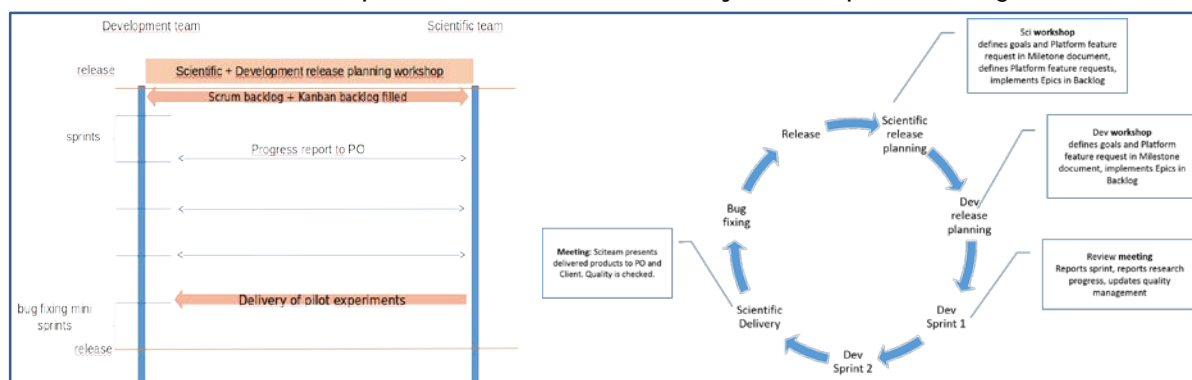 Development team
Scientific team
release
Scientific + Development release planning workshop
Scrum backlog + Kanban backlog filled
sprints
Progress report to PO
Delivery of pilot experiments
bug fixing mini
sprints
release
Sci workshop
defines goals and Platform feature
request in Miletone document,
defines Platform feature requests,
implements Epics in Backlog
Release
Scientific
release
planning
Dev workshop
defines goals and Platform
feature request in Milestone
document, implements Epics in
Backlog
Dev
release
planning
Bug
fixing
Meeting: Sciteam presents
delivered products to PO and
Client. Quality is checked.
Review meeting
Reports sprint, reports research
progress, updates quality
management
Scientific
Delivery
Dev
Sprint 1
Dev
Sprint 2